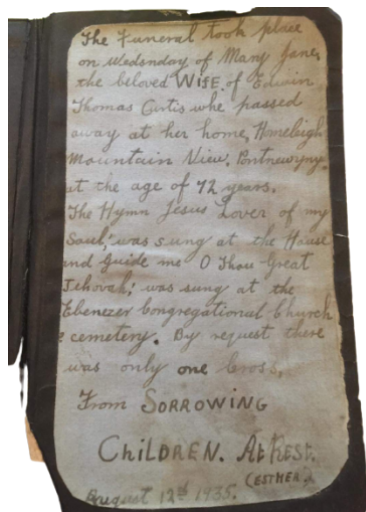 The Funeral took place
on Wedsnday of Mary Jane,
the beloved WIFE. of Edwin
Thomas Curtis who passed
away at her home, Homeleigh
Mountain View, Pontnewyny.
at the age of 72 years.
The Hymn Jesus Lover of my
Soul," was sung at the House
and Guide me O Thou Great
Jehovah," was sung at the
Ebenezer Congregational Church
cemetery. By request there
was only one Cross,
From SORROWING
ChILDREN. At Rest.
(ESTHER.)
August 12th 1935.